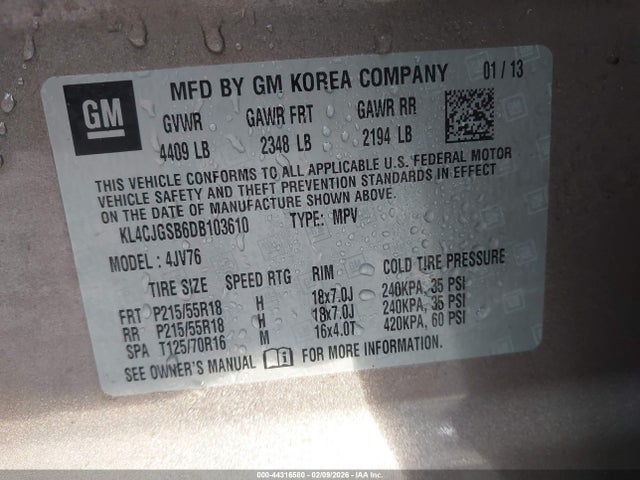 GM
MFD BY GM KOREA COMPANY 01 / 13
GVWR GAWR FRT GAWR RR
4409 LB 2348 LB 2194 LB
THIS VEHICLE CONFORMS TO ALL APPLICABLE U.S. FEDERAL MOTOR
VEHICLE SAFETY AND THEFT PREVENTION STANDARDS IN EFFECT
ON THE DATE OF MANUFACTURE SHOWN ABOVE.
KL4CJGSB6DB103610 TYPE: MPV
MODEL : 4JV76
TIRE SIZE SPEED RTG RIM COLD TIRE PRESSURE
FRT P215/55R18 H 18x7.0J 240KPA, 35 PSI
RR P215/55R18 H 18x7.0J 240KPA, 35 PSI
SPA T125/70R16 M 16x4.0T 420KPA, 60 PSI
SEE OWNER'S MANUAL FOR MORE INFORMATION.
000-44316580 - 02/09/2026 - IAA Inc.